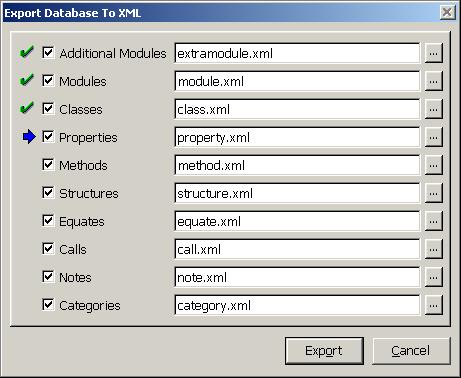 Export Database To XML
Additional Modules extramodule.xml ...
Modules module.xml ...
Classes class.xml ...
Properties property.xml ...
Methods method.xml ...
Structures structure.xml ...
Equates equate.xml ...
Calls call.xml ...
Notes note.xml ...
Categories category.xml ...
Export Cancel